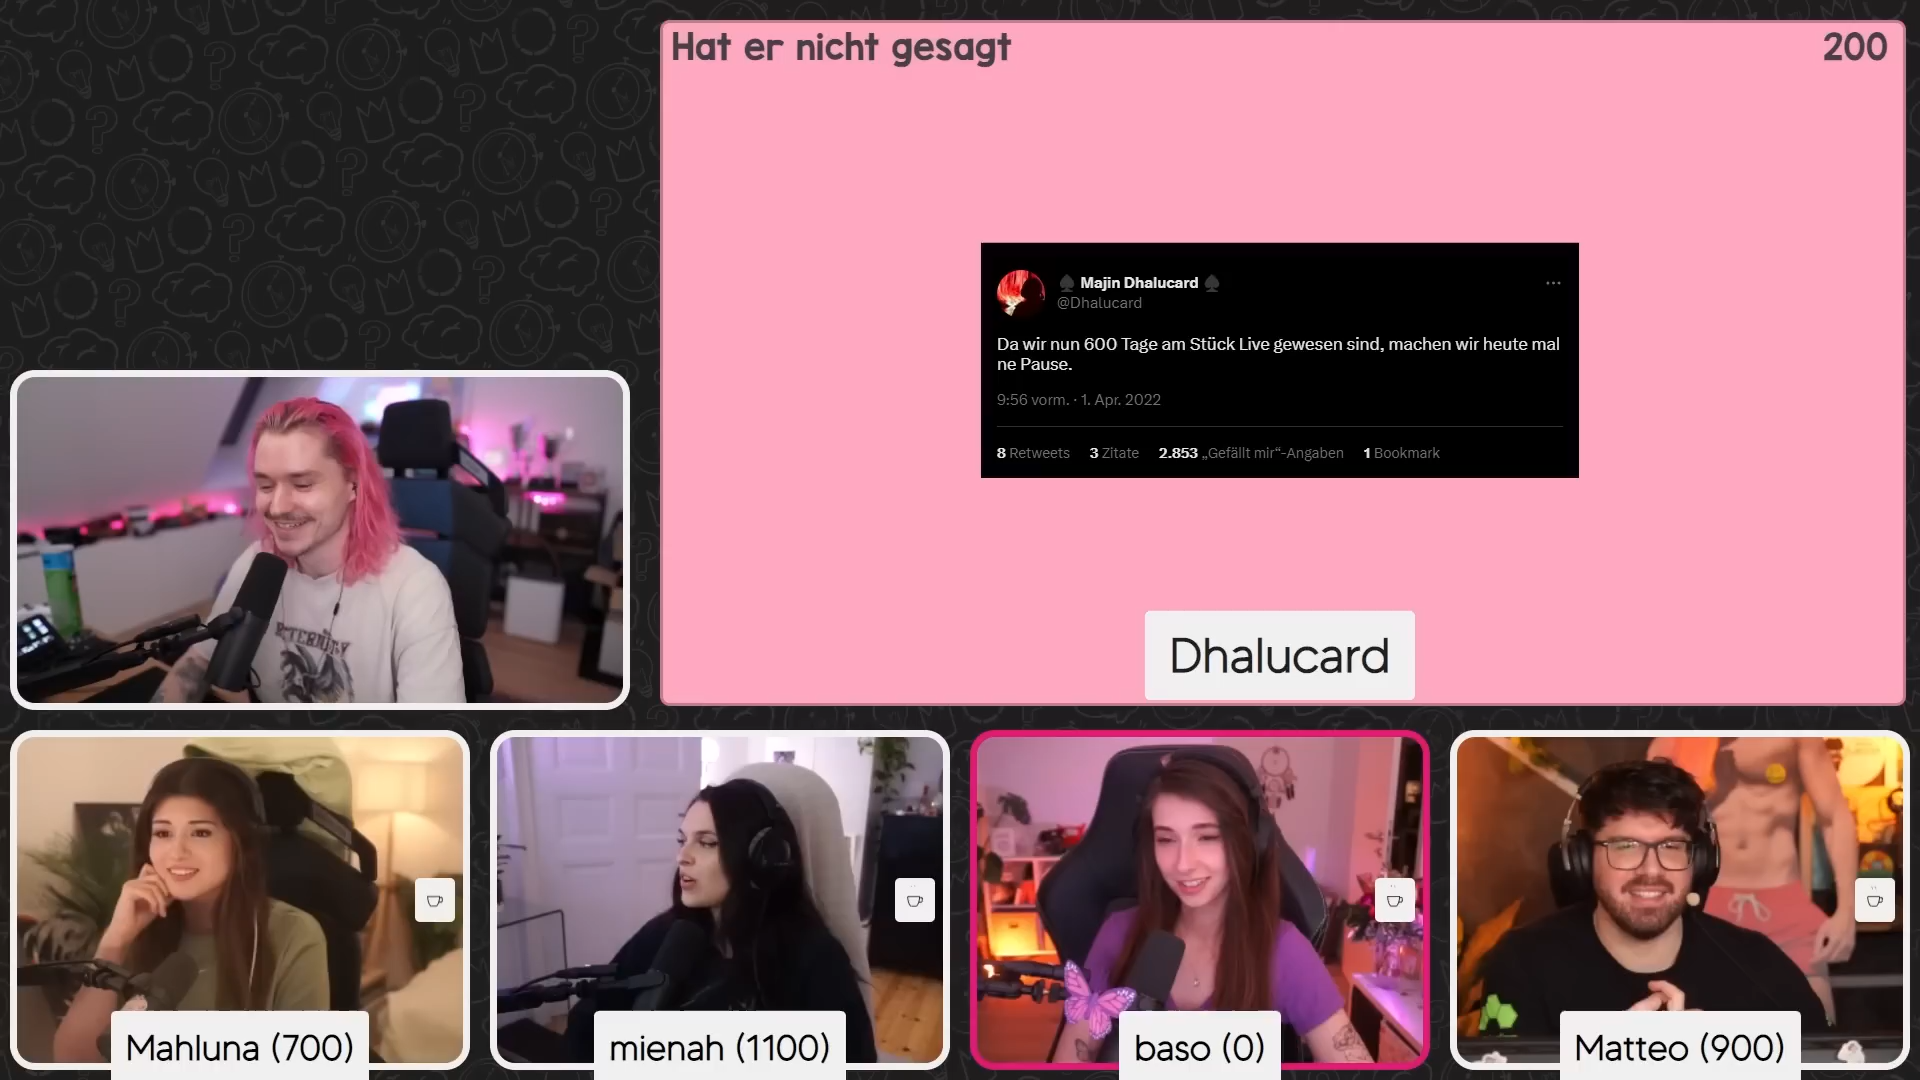 Hat er nicht gesagt
200
Majin Dhalucard
@Dhalucard
Da wir nun 600 Tage am Stück Live gewesen sind, machen wir heute mal
ne Pause.
9:56 vorm. · 1. Apr. 2022
8 Retweets 3 Zitate 2.853 „Gefällt mir“-Angaben 1 Bookmark
Dhalucard
Mahluna (700)
mienah (1100)
baso (0)
Matteo (900)